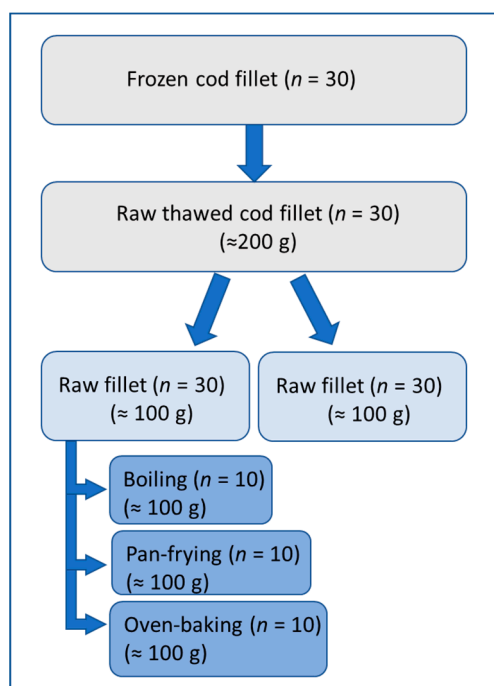 Frozen cod fillet (n = 30)
Raw thawed cod fillet (n = 30)
(≈200 g)
Raw fillet (n = 30)
(≈ 100 g)
Raw fillet (n = 30)
(≈ 100 g)
Boiling (n = 10)
(≈ 100 g)
Pan-frying (n = 10)
(≈ 100 g)
Oven-baking (n = 10)
(≈ 100 g)